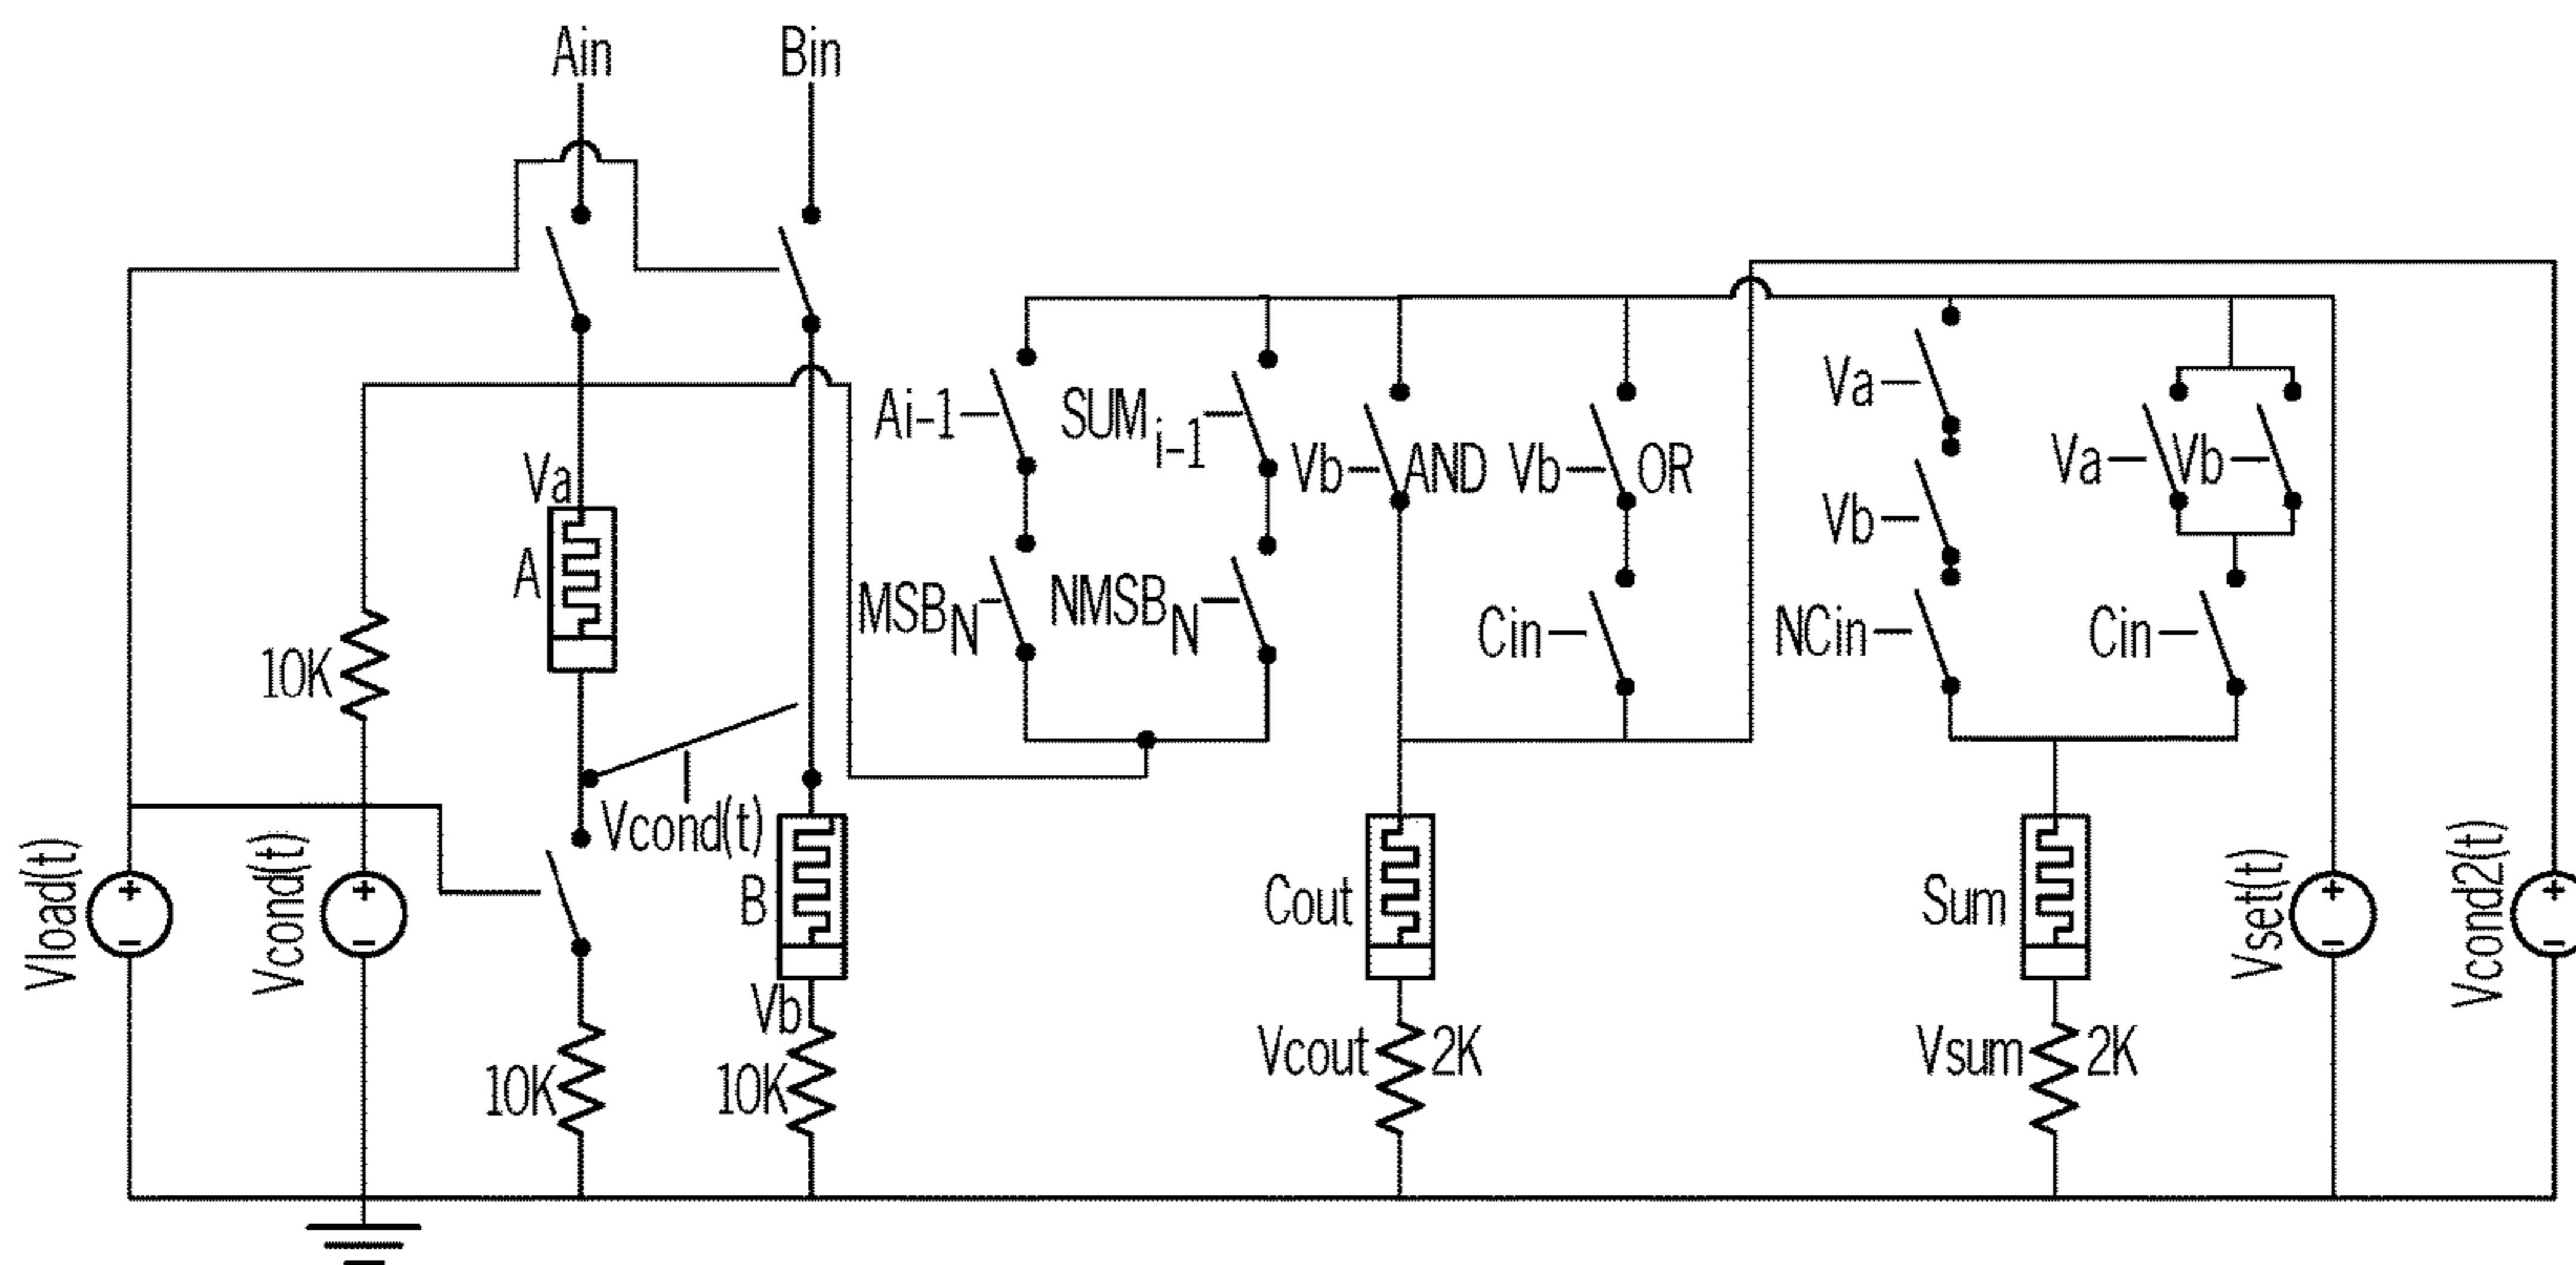 Ain
Bin
Ai-1
SUMi-1
Vb
AND
Vb
OR
Va
Va
Vb
Va
A
MSBN
NMSBN
Vb
10K
Cin
NCin
Cin
Vload(t)
Vcond(t)
Vcond(t)
B
Cout
Sum
Vset(t)
Vcond2(t)
Vb
10K
10K
Vcout
2K
Vsum
2K